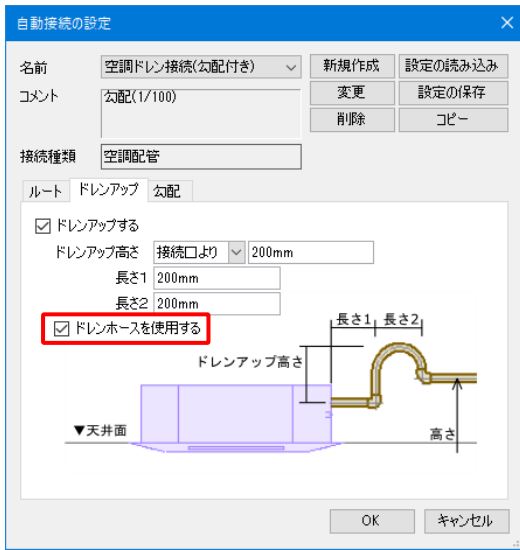 自動接続の設定
名前 空調ドレン接続(勾配付き) 新規作成 設定の読み込み
コメント 勾配(1/100) 変更 設定の保存
削除 コピー
接続種類 空調配管
ルート ドレンアップ 勾配
ドレンアップする
ドレンアップ高さ 接続口より 200mm
長さ1 200mm
長さ2 200mm
ドレンホースを使用する
長さ1 長さ2
ドレンアップ高さ
▼天井面
高さ
OK キャンセル